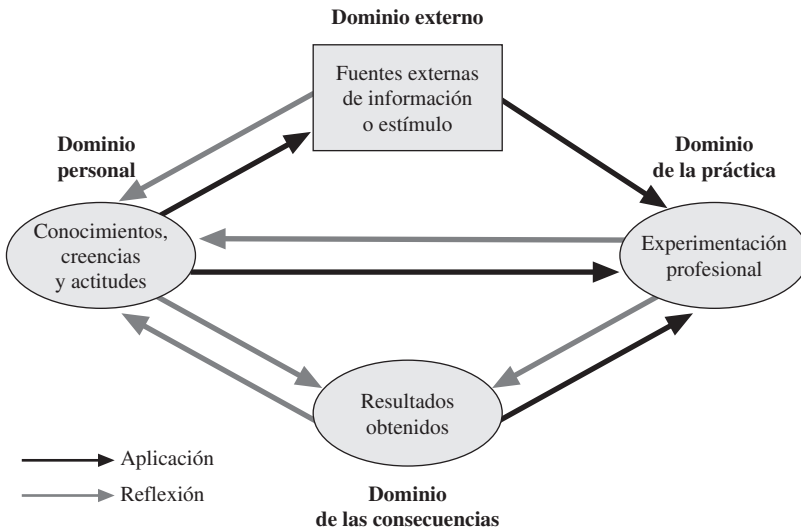 Dominio externo
Fuentes externas
de información
o estímulo
Dominio
personal
Dominio
de la práctica
Conocimientos,
creencias
y actitudes
Experimentación
profesional
Resultados
obtenidos
Aplicación
Reflexión
Dominio
de las consecuencias